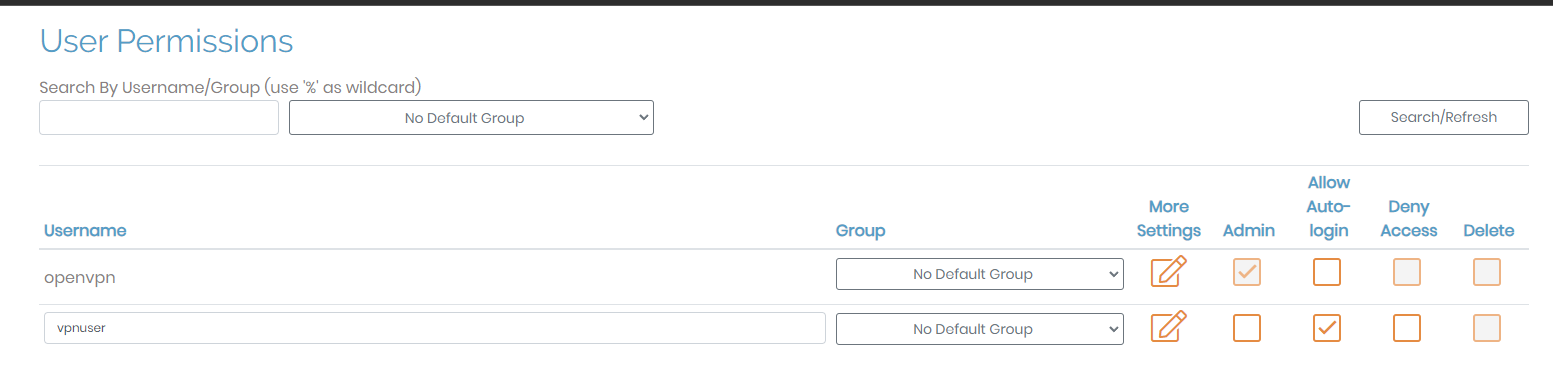 User Permissions
Search By Username/Group (use '%' as wildcard)
No Default Group
Search/Refresh
Username
Group
More
Settings
Admin
Allow
Auto-
login
Deny
Access
Delete
openvpn
No Default Group
vpnuser
No Default Group